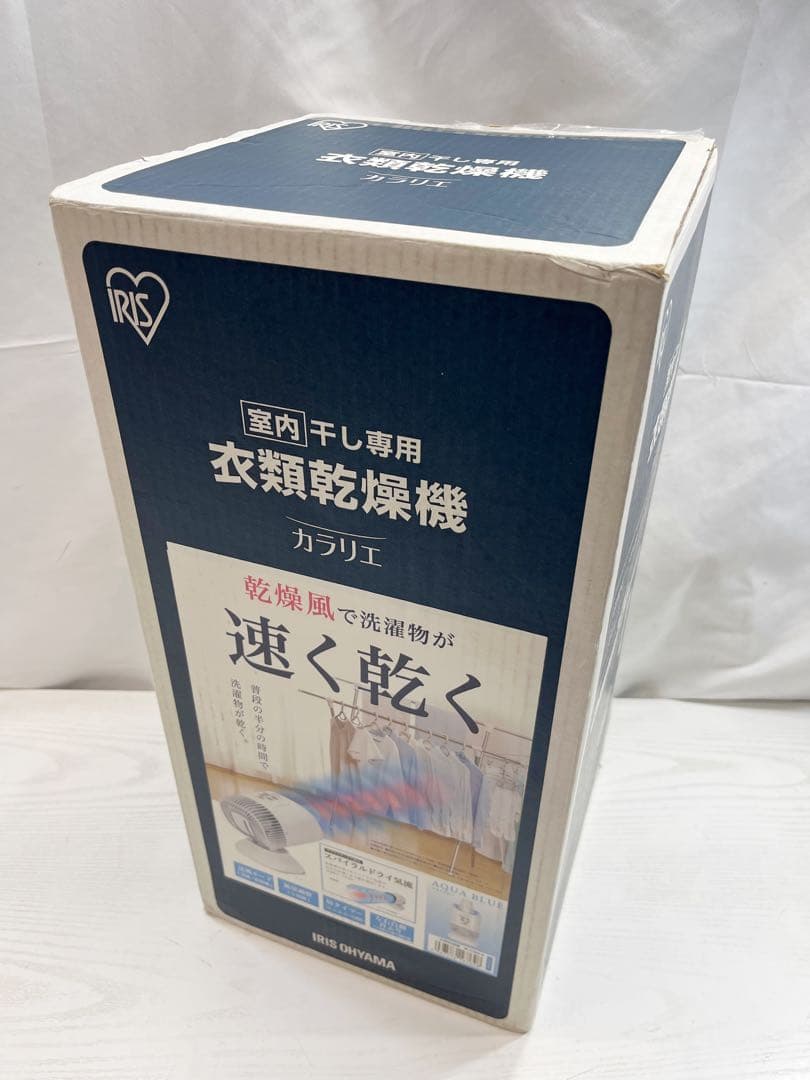 IRIS
室内干し専用
衣類乾燥機
カラリエ
IRIS
室内干し専用
衣類乾燥機
カラリエ
乾燥風で洗濯物が
速く乾く
普段の半分の時間で
洗濯物が乾く。
スパイラルドライ気流
AQUA BLUE
IRIS OHYAMA